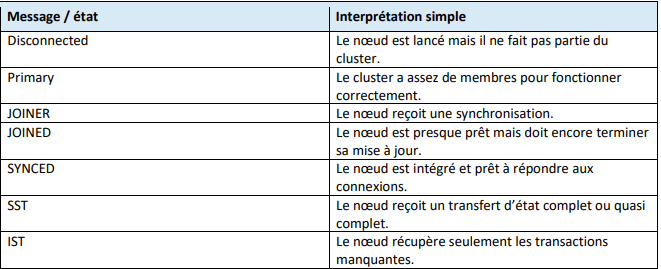 Message / état Interprétation simple
Disconnected Le nœud est lancé mais il ne fait pas partie du
cluster.
Primary Le cluster a assez de membres pour fonctionner
correctement.
JOINER Le nœud reçoit une synchronisation.
JOINED Le nœud est presque prêt mais doit encore terminer
sa mise à jour.
SYNCED Le nœud est intégré et prêt à répondre aux
connexions.
SST Le nœud reçoit un transfert d’état complet ou quasi
complet.
IST Le nœud récupère seulement les transactions
manquantes.